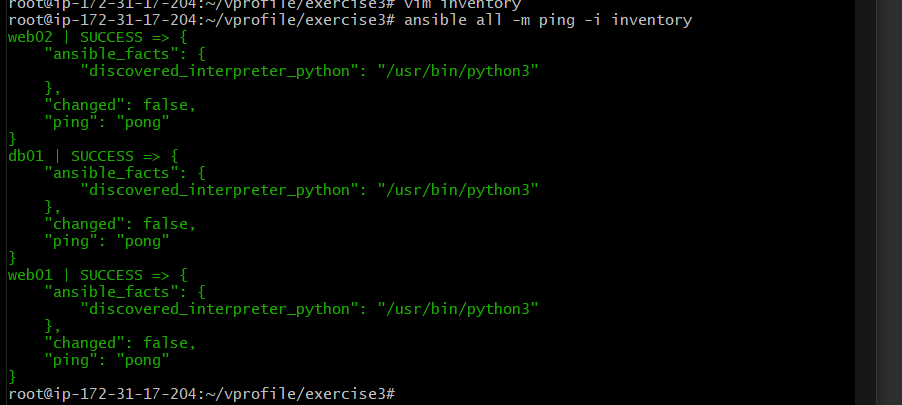 root@ip-172-31-17-204:~/vprofile/exercise3# vim inventory
root@ip-172-31-17-204:~/vprofile/exercise3# ansible all -m ping -i inventory
web02 | SUCCESS => {
    "ansible_facts": {
        "discovered_interpreter_python": "/usr/bin/python3"
    },
    "changed": false,
    "ping": "pong"
}
db01 | SUCCESS => {
    "ansible_facts": {
        "discovered_interpreter_python": "/usr/bin/python3"
    },
    "changed": false,
    "ping": "pong"
}
web01 | SUCCESS => {
    "ansible_facts": {
        "discovered_interpreter_python": "/usr/bin/python3"
    },
    "changed": false,
    "ping": "pong"
}
root@ip-172-31-17-204:~/vprofile/exercise3#